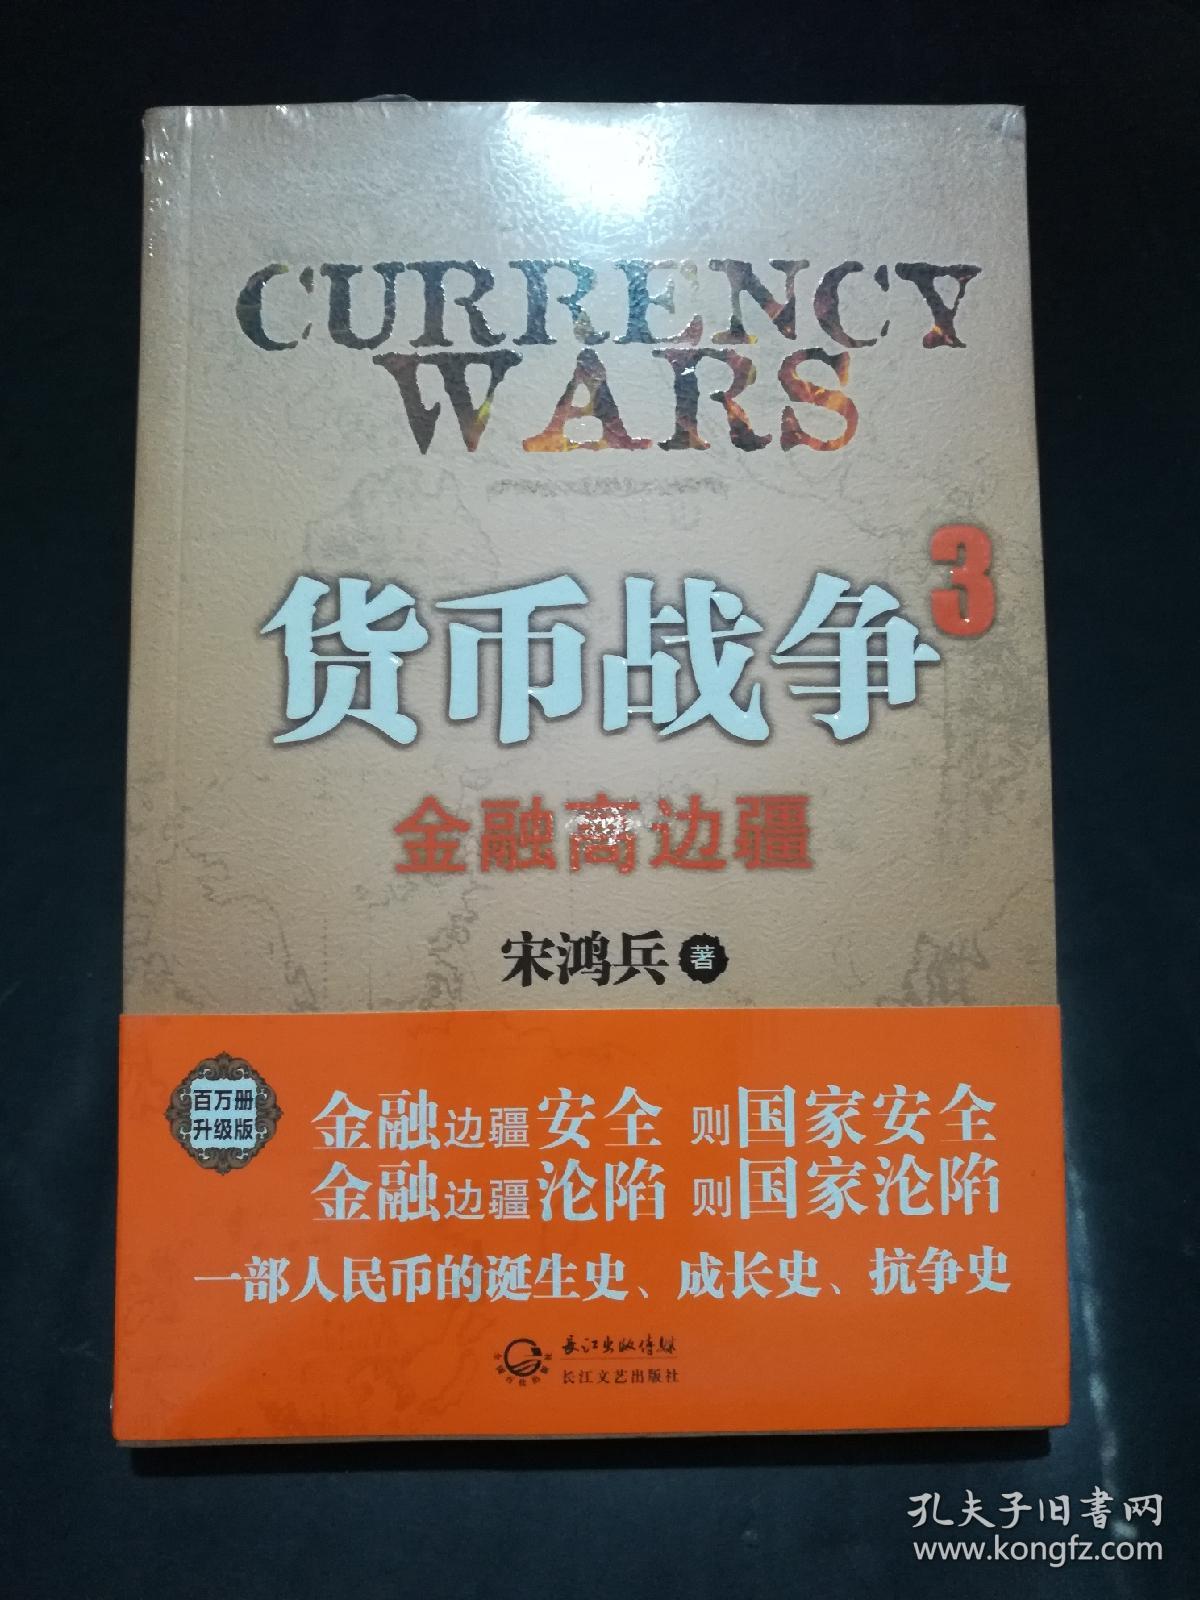 CURRENCY
WARS
货币战争3
金融高边疆
宋鸿兵 著
百万册
升级版
金融边疆安全 则国家安全
金融边疆沦陷 则国家沦陷
一部人民币的诞生史、成长史、抗争史
长江出版传媒
长江文艺出版社
孔夫子旧书网
www.kongfz.com